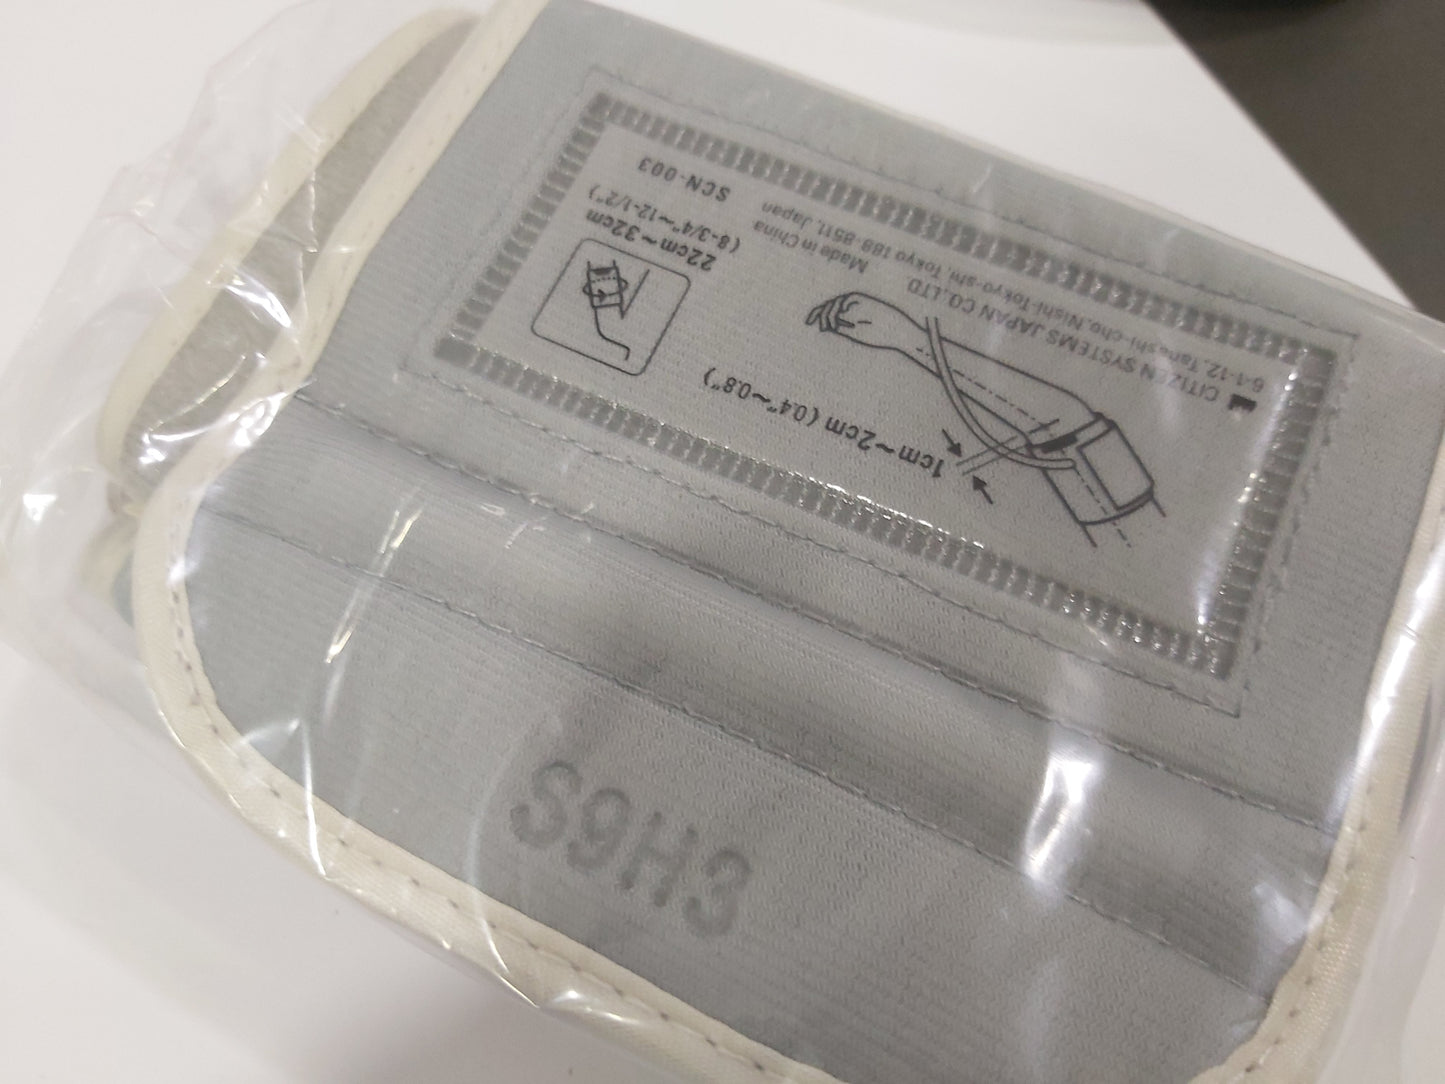 CITIZEN SYSTEMS JAPAN CO.,LTD
6-1-12, Tanashi-cho, Nishi-Tokyo-shi, Tokyo 188-8511, Japan
Made in China
SCN-003
1cm～2cm (0.4"～0.8")
22cm～32cm
(8-3/4"～12-1/2")
S9H3